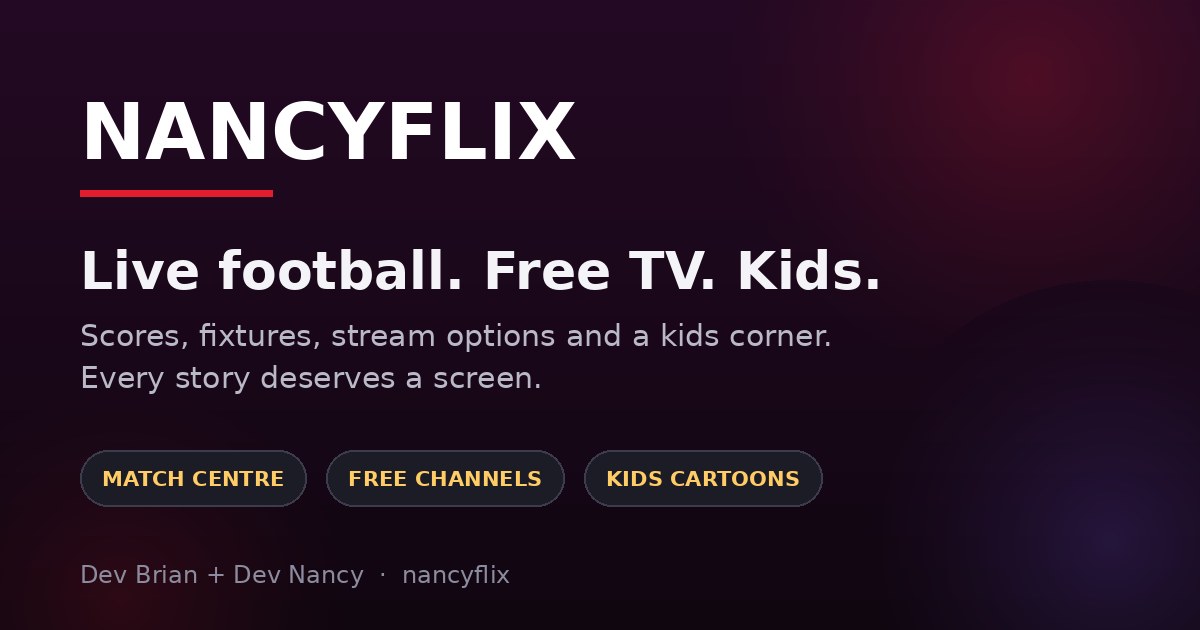 NANCYFLIX
Live football. Free TV. Kids.
Scores, fixtures, stream options and a kids corner.
Every story deserves a screen.
MATCH CENTRE
FREE CHANNELS
KIDS CARTOONS
Dev Brian + Dev Nancy · nancyflix